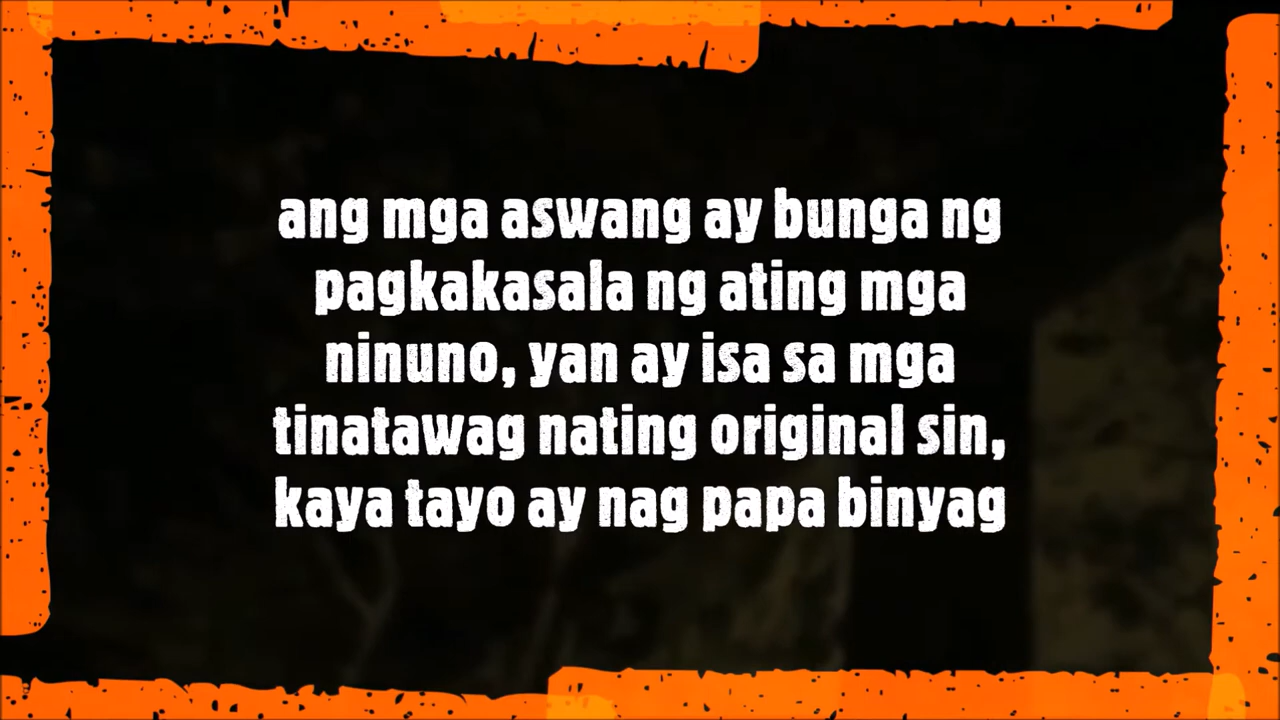 ang mga aswang ay bunga ng
pagkakasala ng ating mga
ninuno, yan ay isa sa mga
tinatawag nating original sin,
kaya tayo ay nag papa binyag